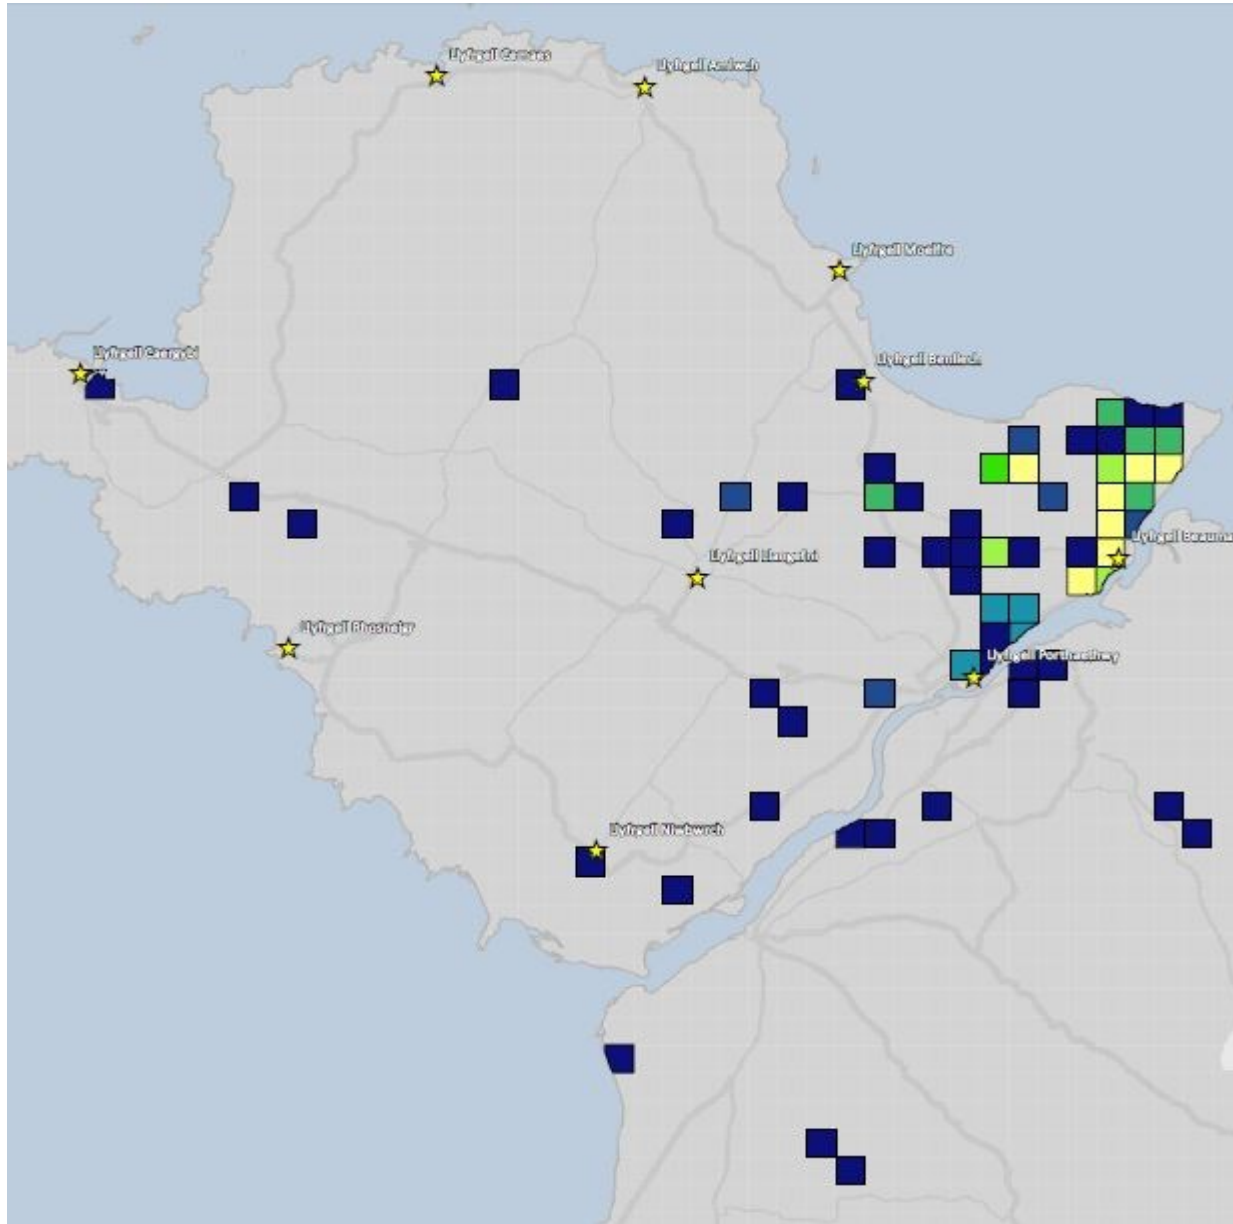 Llyfrgell Cemaes
Llyfrgell Amlwch
Llyfrgell Moelfre
Llyfrgell Caergybi
Llyfrgell Benllech
Llyfrgell Beauma
Llyfrgell Llangefni
Llyfrgell Rhosneigr
Llyfrgell Porthaethwy
Llyfrgell Niwbwrch